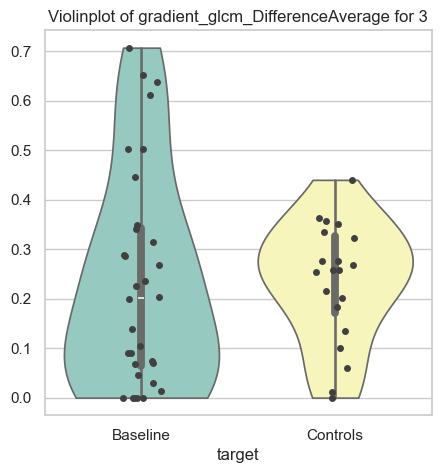 Violinplot of gradient_glcm_DifferenceAverage for 3
0.7
0.6
0.5
0.4
0.3
0.2
0.1
0.0
Baseline
Controls
target